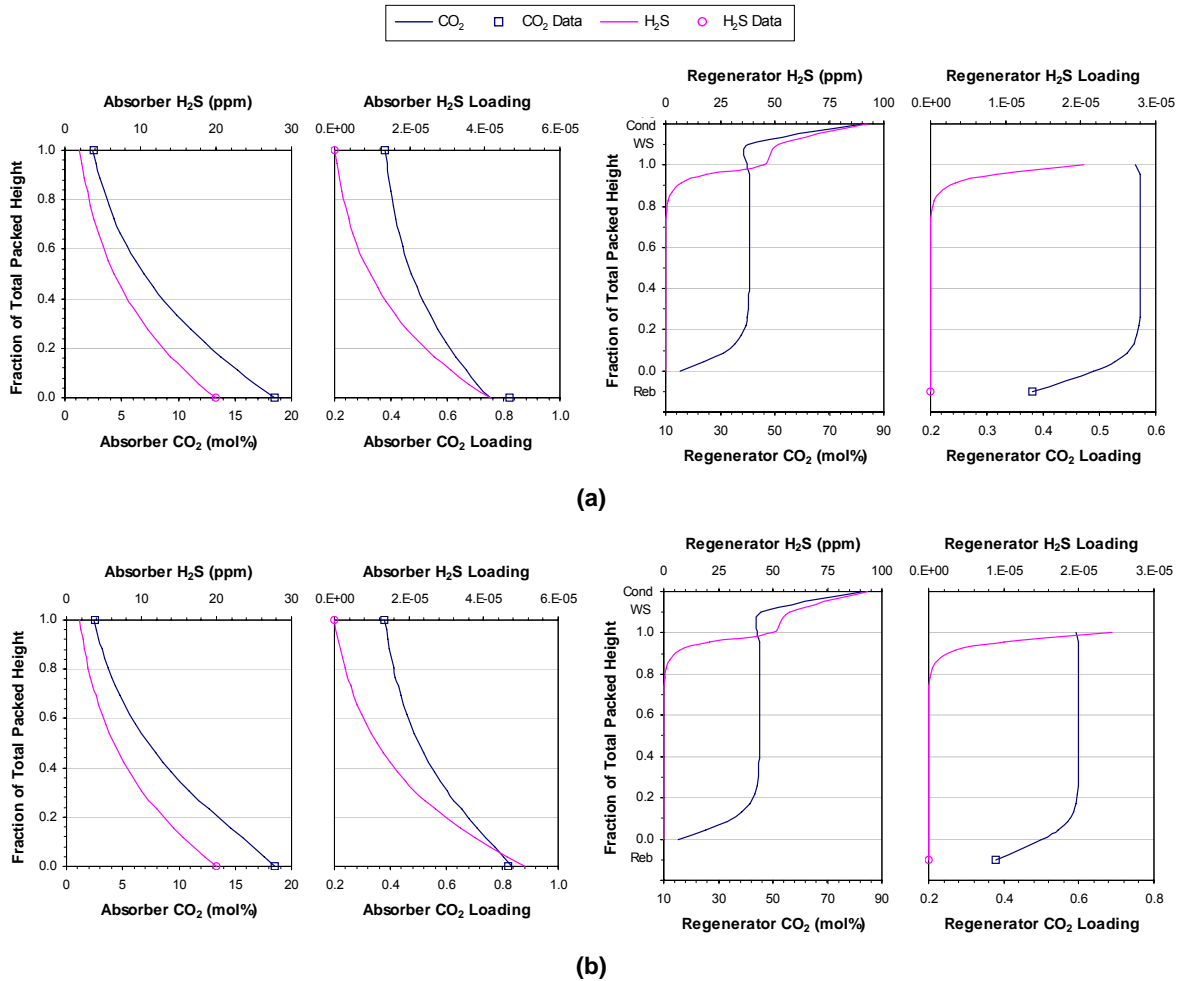 CO₂ CO₂ Data H₂S H₂S Data
Absorber H₂S (ppm)
0 10 20 30
Fraction of Total Packed Height
1.0
0.8
0.6
0.4
0.2
0.0
0 5 10 15 20
Absorber CO₂ (mol%)
Absorber H₂S Loading
0.E+00 2.E-05 4.E-05 6.E-05
0.2 0.4 0.6 0.8 1.0
Absorber CO₂ Loading
Regenerator H₂S (ppm)
0 25 50 75 100
Fraction of Total Packed Height
Cond
WS
1.0
0.8
0.6
0.4
0.2
0.0
Reb
10 30 50 70 90
Regenerator CO₂ (mol%)
Regenerator H₂S Loading
0.E+00 1.E-05 2.E-05 3.E-05
0.2 0.3 0.4 0.5 0.6
Regenerator CO₂ Loading
(a)
Absorber H₂S (ppm)
0 10 20 30
Fraction of Total Packed Height
1.0
0.8
0.6
0.4
0.2
0.0
0 5 10 15 20
Absorber CO₂ (mol%)
Absorber H₂S Loading
0.E+00 2.E-05 4.E-05 6.E-05
0.2 0.4 0.6 0.8 1.0
Absorber CO₂ Loading
Regenerator H₂S (ppm)
0 25 50 75 100
Fraction of Total Packed Height
Cond
WS
1.0
0.8
0.6
0.4
0.2
0.0
Reb
10 30 50 70 90
Regenerator CO₂ (mol%)
Regenerator H₂S Loading
0.E+00 1.E-05 2.E-05 3.E-05
0.2 0.4 0.6 0.8
Regenerator CO₂ Loading
(b)